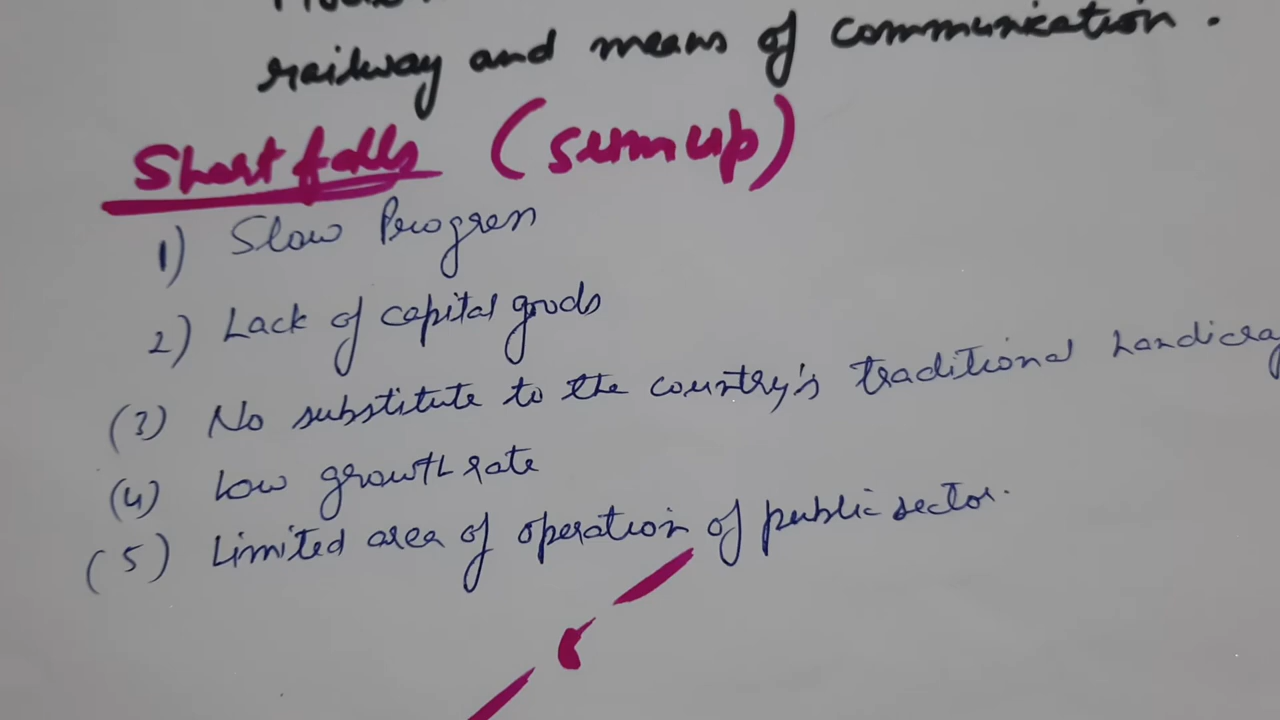 railway and means of communication.
Shortfalls (sum up)
1) Slow Progress
2) Lack of capital goods
(3) No substitute to the country's traditional
(4) Low growth rate
(5) Limited area of operation of public sector.